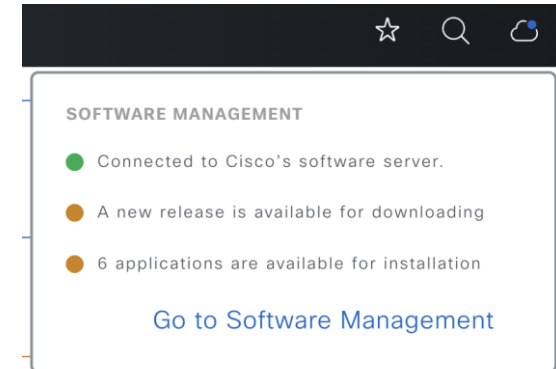 SOFTWARE MANAGEMENT
Connected to Cisco's software server.
A new release is available for downloading
6 applications are available for installation
Go to Software Management